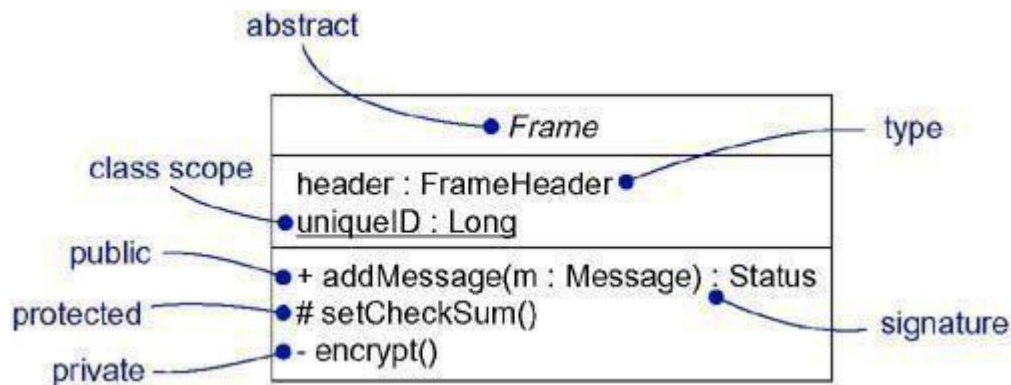 abstract
Frame
type
class scope
header : FrameHeader
uniqueID : Long
public
+ addMessage(m : Message) : Status
protected
# setCheckSum()
signature
private
- encrypt()